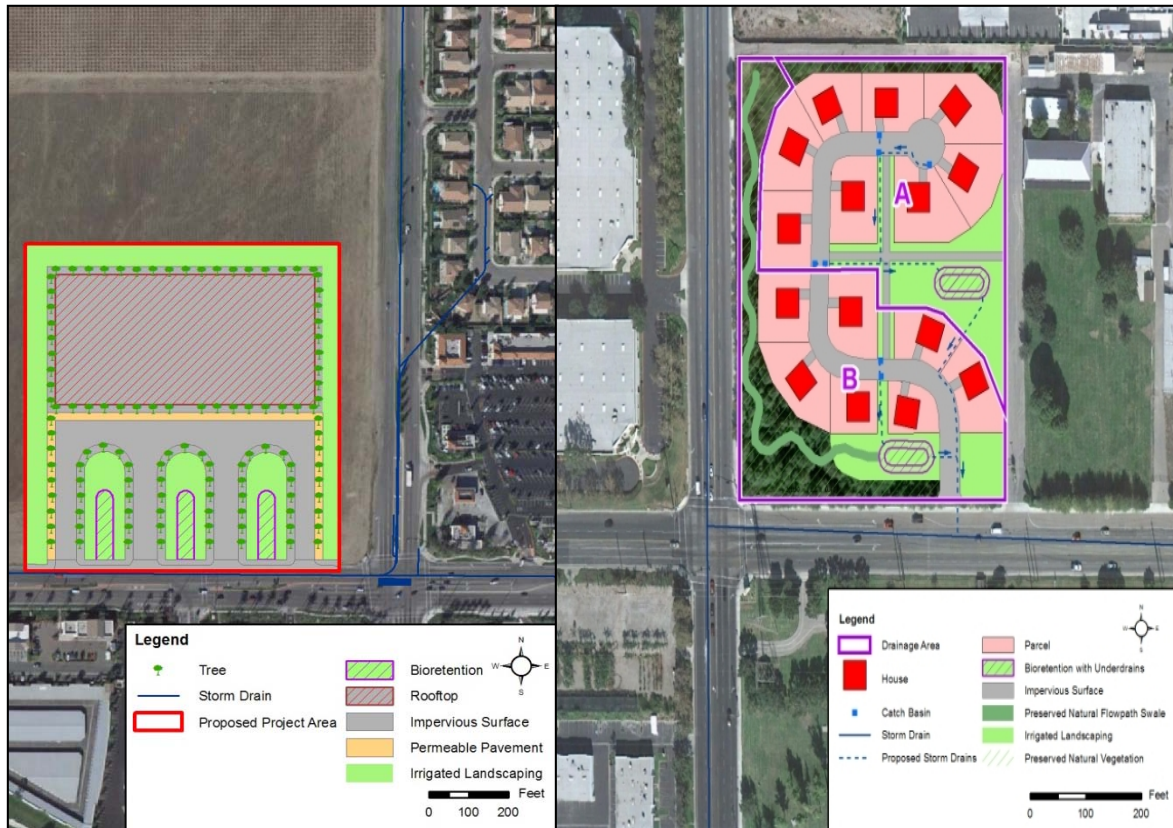 Legend
Tree
Storm Drain
Proposed Project Area
Bioretention
Rooftop
Impervious Surface
Permeable Pavement
Irrigated Landscaping
N
W E
S
Feet
0 100 200
A
B
Legend
Drainage Area
House
Catch Basin
Storm Drain
Proposed Storm Drains
Parcel
Bioretention with Underdrains
Impervious Surface
Preserved Natural Flowpath Swale
Irrigated Landscaping
Preserved Natural Vegetation
N
W E
S
Feet
0 100 200